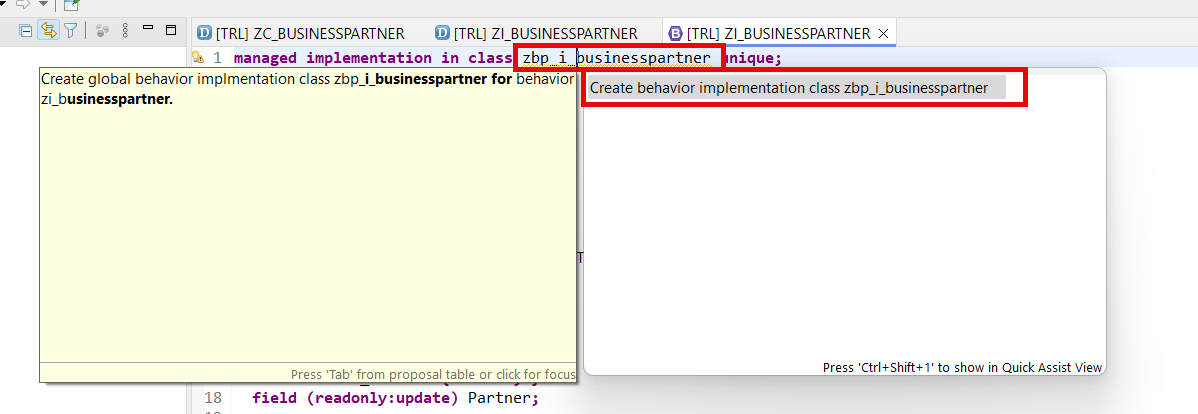 [TRL] ZC_BUSINESSPARTNER [TRL] ZI_BUSINESSPARTNER [TRL] ZI_BUSINESSPARTNER
1 managed implementation in class zbp_i_businesspartner unique;
Create global behavior implmentation class zbp_i_businesspartner for behavior
zi_businesspartner.
Create behavior implementation class zbp_i_businesspartner
T
Press 'Ctrl+Shift+1' to show in Quick Assist View
Press 'Tab' from proposal table or click for focus
18 field (readonly:update) Partner;